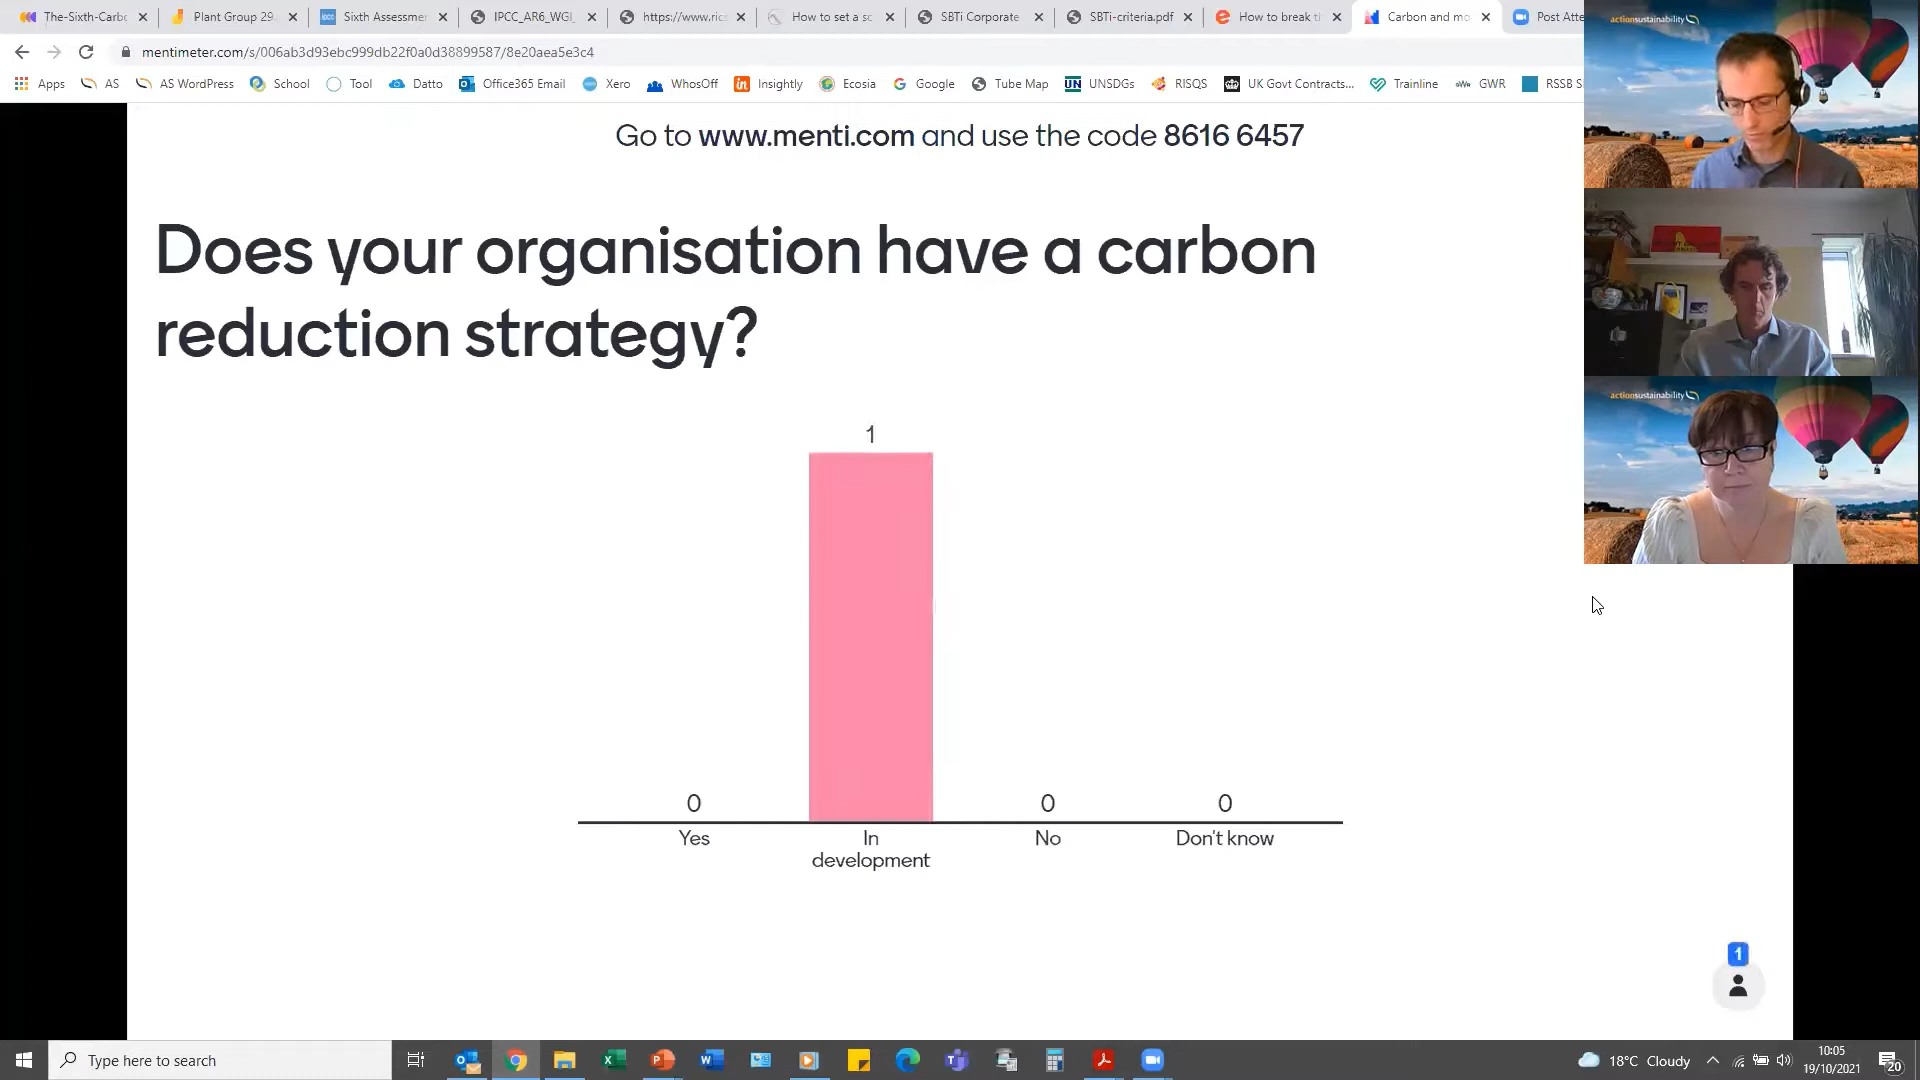 The-Sixth-Carbo
Plant Group 29
Sixth Assessmen
IPCC_AR6_WGI_
https://www.rics
How to set a sc
SBTi Corporate
SBTi-criteria.pdf
How to break th
Carbon and mo
Post Atte
mentimeter.com/s/006ab3d93ebc999db22f0a0d38899587/8e20aea5e3c4
Apps
AS
AS WordPress
School
Tool
Datto
Office365 Email
Xero
WhosOff
Insightly
Ecosia
Google
Tube Map
UNSDGs
RISQS
UK Govt Contracts...
Trainline
GWR
RSSB S
actionsustainability
Go to www.menti.com and use the code 8616 6457
Does your organisation have a carbon
reduction strategy?
actionsustainability
1
0
0
0
Yes
In
development
No
Don't know
1
Type here to search
18°C Cloudy
10:05
19/10/2021
20